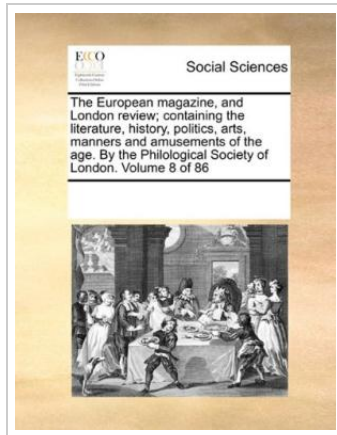 ECCO
Social Sciences
The European magazine, and
London review; containing the
literature, history, politics, arts,
manners and amusements of the
age. By the Philological Society of
London. Volume 8 of 86